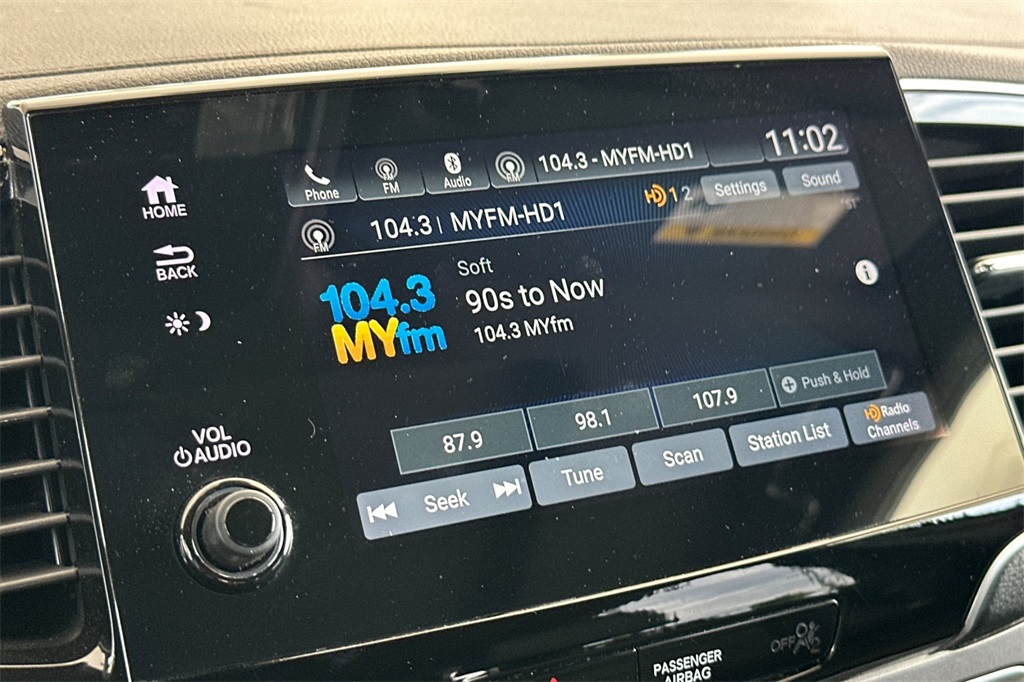 11:02
Phone
FM
Audio
FM
104.3 - MYFM-HD1
HOME
FM
104.3 | MYFM-HD1
HD 1 2
Settings
Sound
BACK
104.3
MYfm
Soft
90s to Now
104.3 MYfm
i
87.9
98.1
107.9
Push & Hold
VOL
AUDIO
Seek
Tune
Scan
Station List
HD Radio
Channels
PASSENGER
AIRBAG
OFF